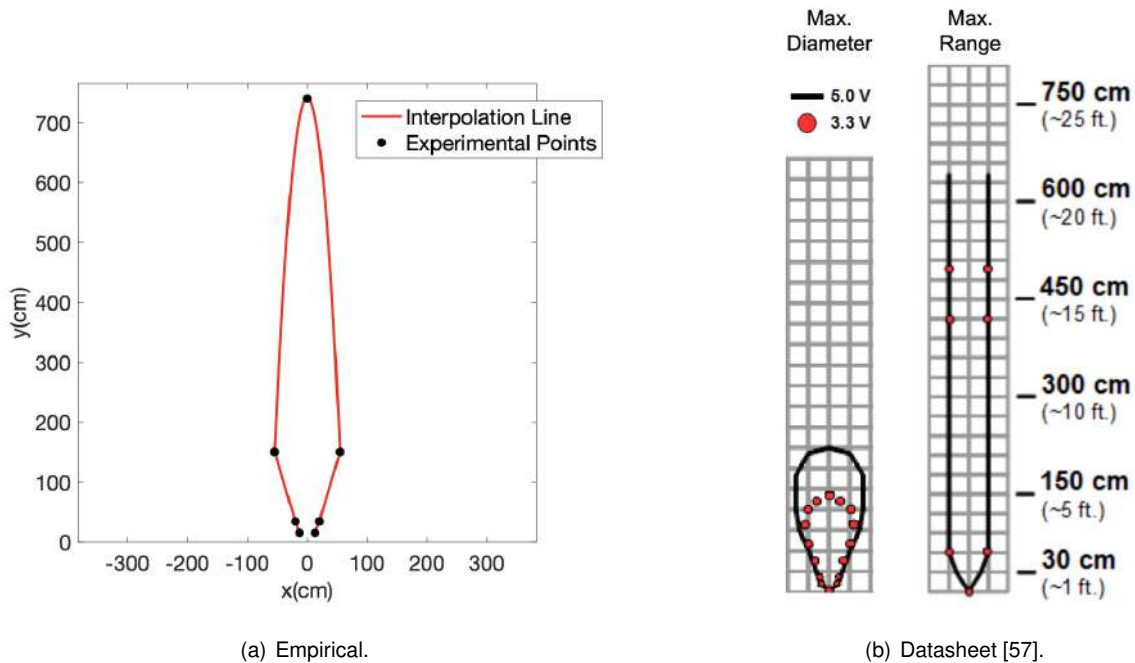 700
600
500
400
300
200
100
0
-300
-200
-100
0
100
200
300
y(cm)
x(cm)
Interpolation Line
Experimental Points
(a) Empirical.
Max.
Diameter
5.0 V
3.3 V
Max.
Range
750 cm
(~25 ft.)
600 cm
(~20 ft.)
450 cm
(~15 ft.)
300 cm
(~10 ft.)
150 cm
(~5 ft.)
30 cm
(~1 ft.)
(b) Datasheet [57].